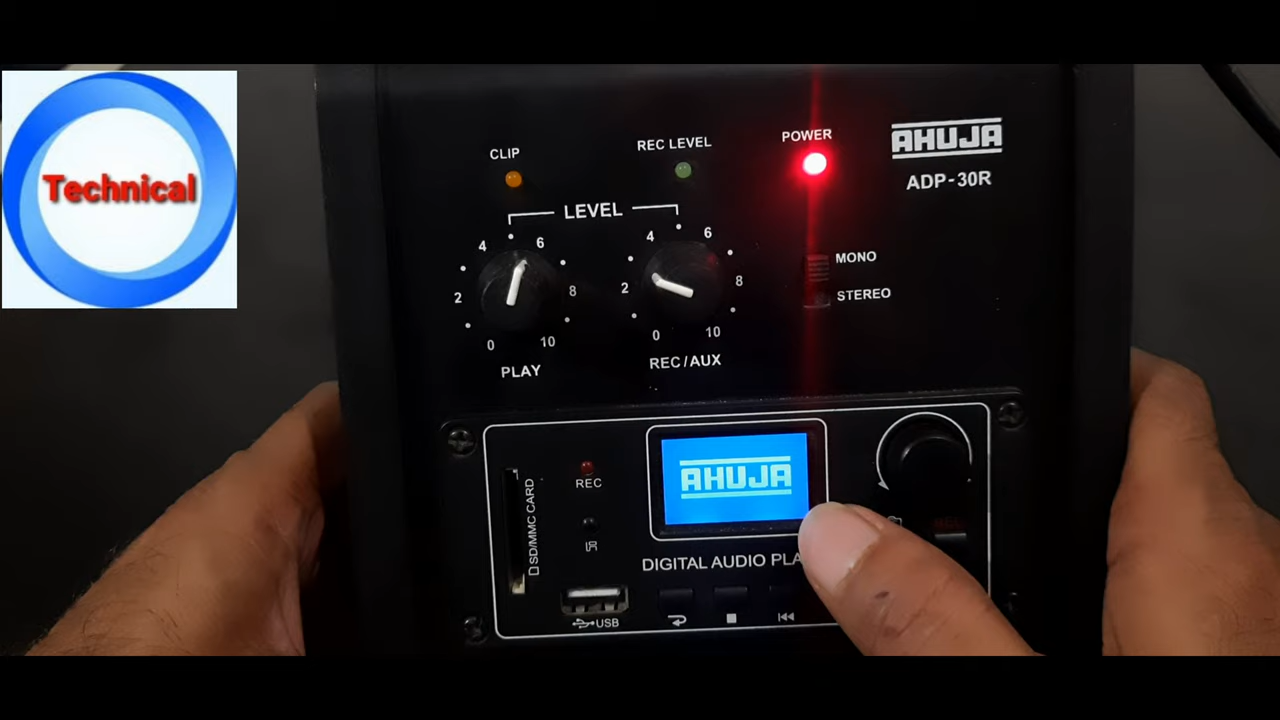 Technical
CLIP
REC LEVEL
POWER
AHUJA
ADP-30R
LEVEL
4
6
4
6
2
8
2
8
0
10
0
10
PLAY
REC/AUX
MONO
STEREO
SD/MMC CARD
REC
AHUJA
IR
DIGITAL AUDIO
USB